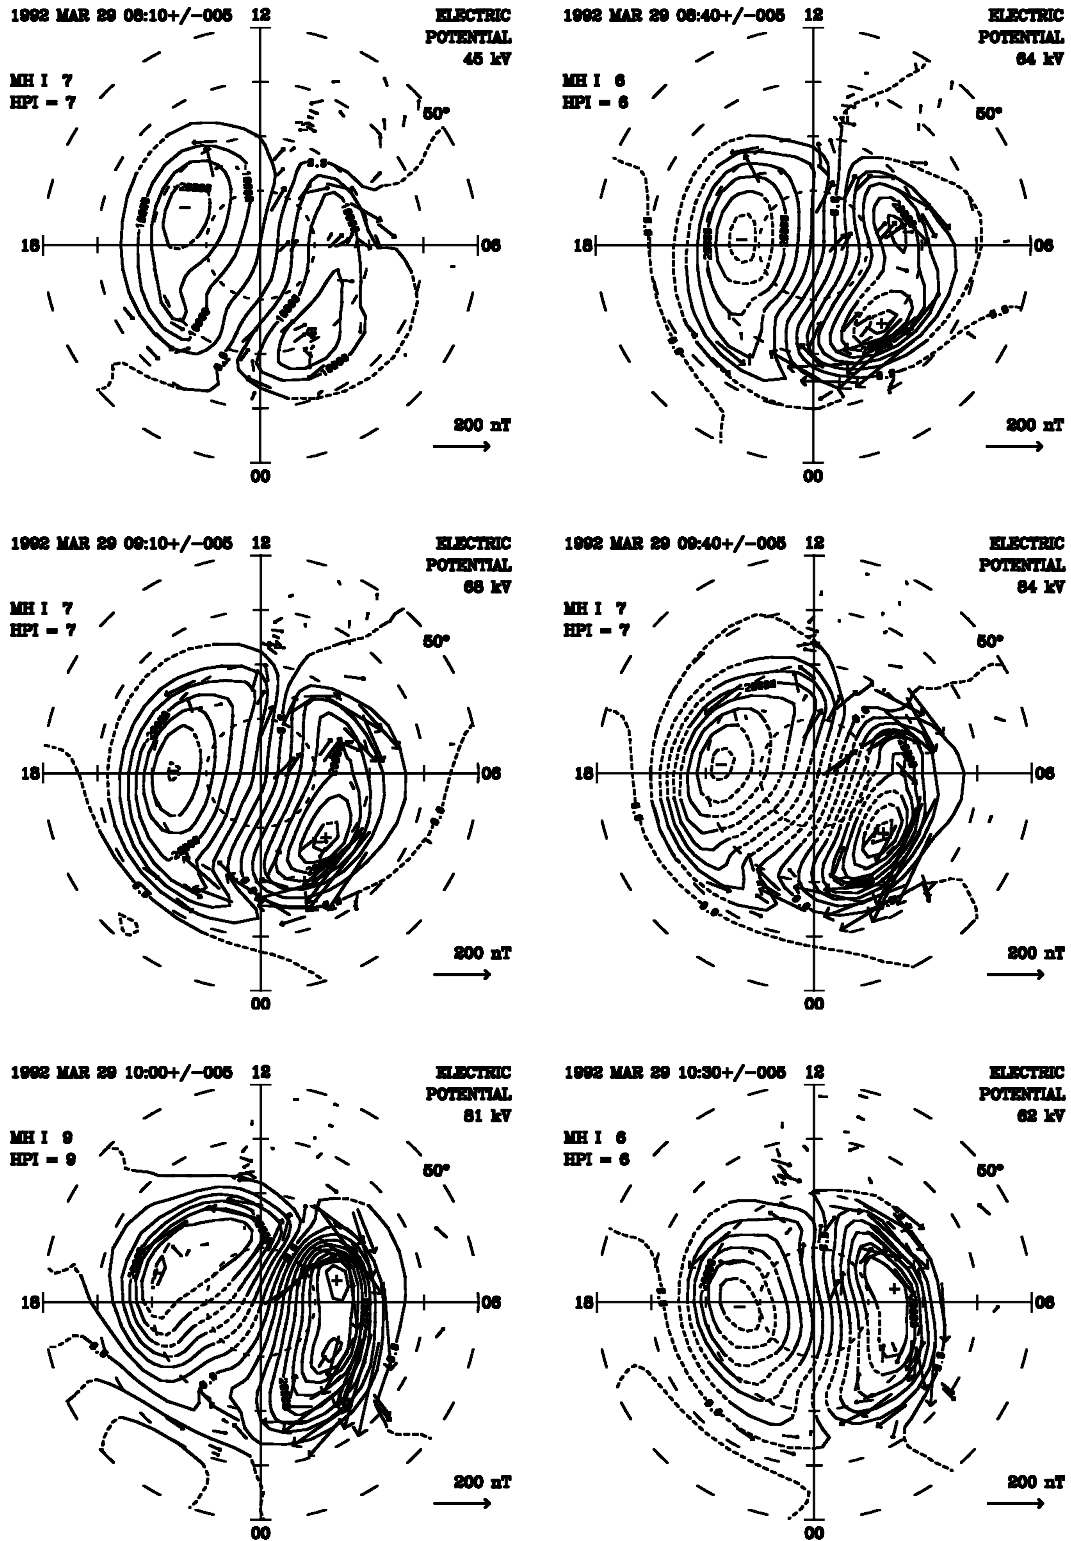 1992 MAR 29 08:10+/-005 12 ELECTRIC
POTENTIAL
45 kV
MH I 7
HPI = 7
50°
18 06
200 nT
00
1992 MAR 29 08:40+/-005 12 ELECTRIC
POTENTIAL
64 kV
MH I 6
HPI = 6
50°
18 06
200 nT
00
1992 MAR 29 09:10+/-005 12 ELECTRIC
POTENTIAL
68 kV
MH I 7
HPI = 7
50°
18 06
200 nT
00
1992 MAR 29 09:40+/-005 12 ELECTRIC
POTENTIAL
84 kV
MH I 7
HPI = 7
50°
18 06
200 nT
00
1992 MAR 29 10:00+/-005 12 ELECTRIC
POTENTIAL
81 kV
MH I 9
HPI = 9
50°
18 06
200 nT
00
1992 MAR 29 10:30+/-005 12 ELECTRIC
POTENTIAL
62 kV
MH I 6
HPI = 6
50°
18 06
200 nT
00